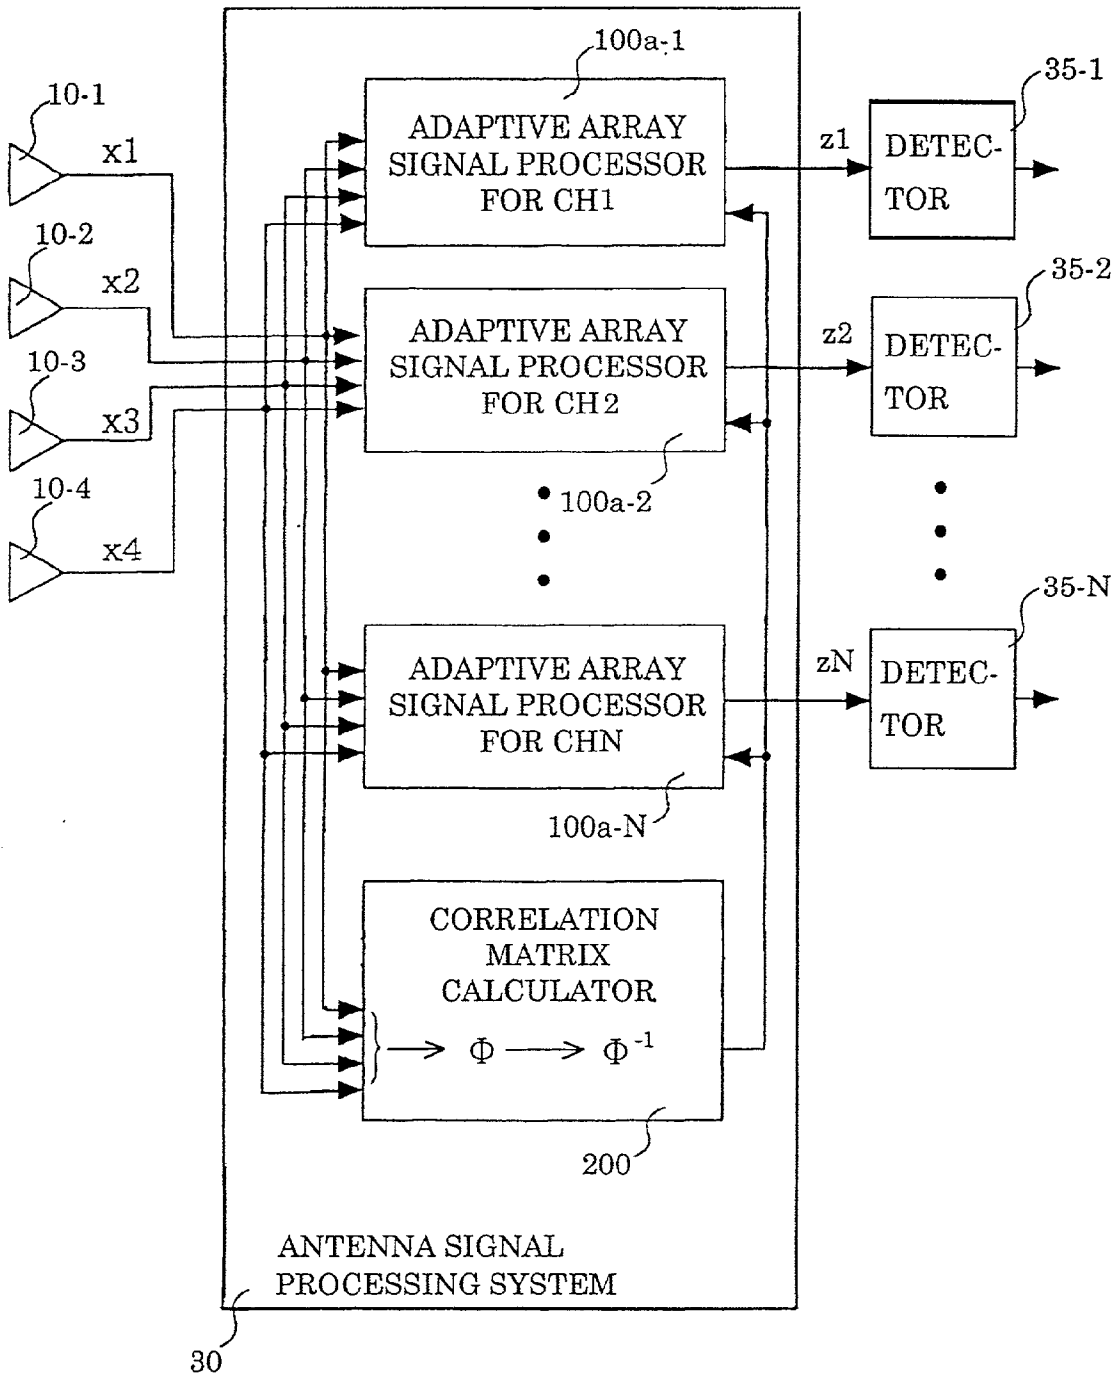 100a-1
10-1
x1
ADAPTIVE ARRAY
SIGNAL PROCESSOR
FOR CH1
z1
35-1
DETEC-
TOR
10-2
x2
ADAPTIVE ARRAY
SIGNAL PROCESSOR
FOR CH2
100a-2
z2
35-2
DETEC-
TOR
10-3
x3
10-4
x4
ADAPTIVE ARRAY
SIGNAL PROCESSOR
FOR CHN
100a-N
zN
35-N
DETEC-
TOR
CORRELATION
MATRIX
CALCULATOR
Φ → Φ⁻¹
200
ANTENNA SIGNAL
PROCESSING SYSTEM
30